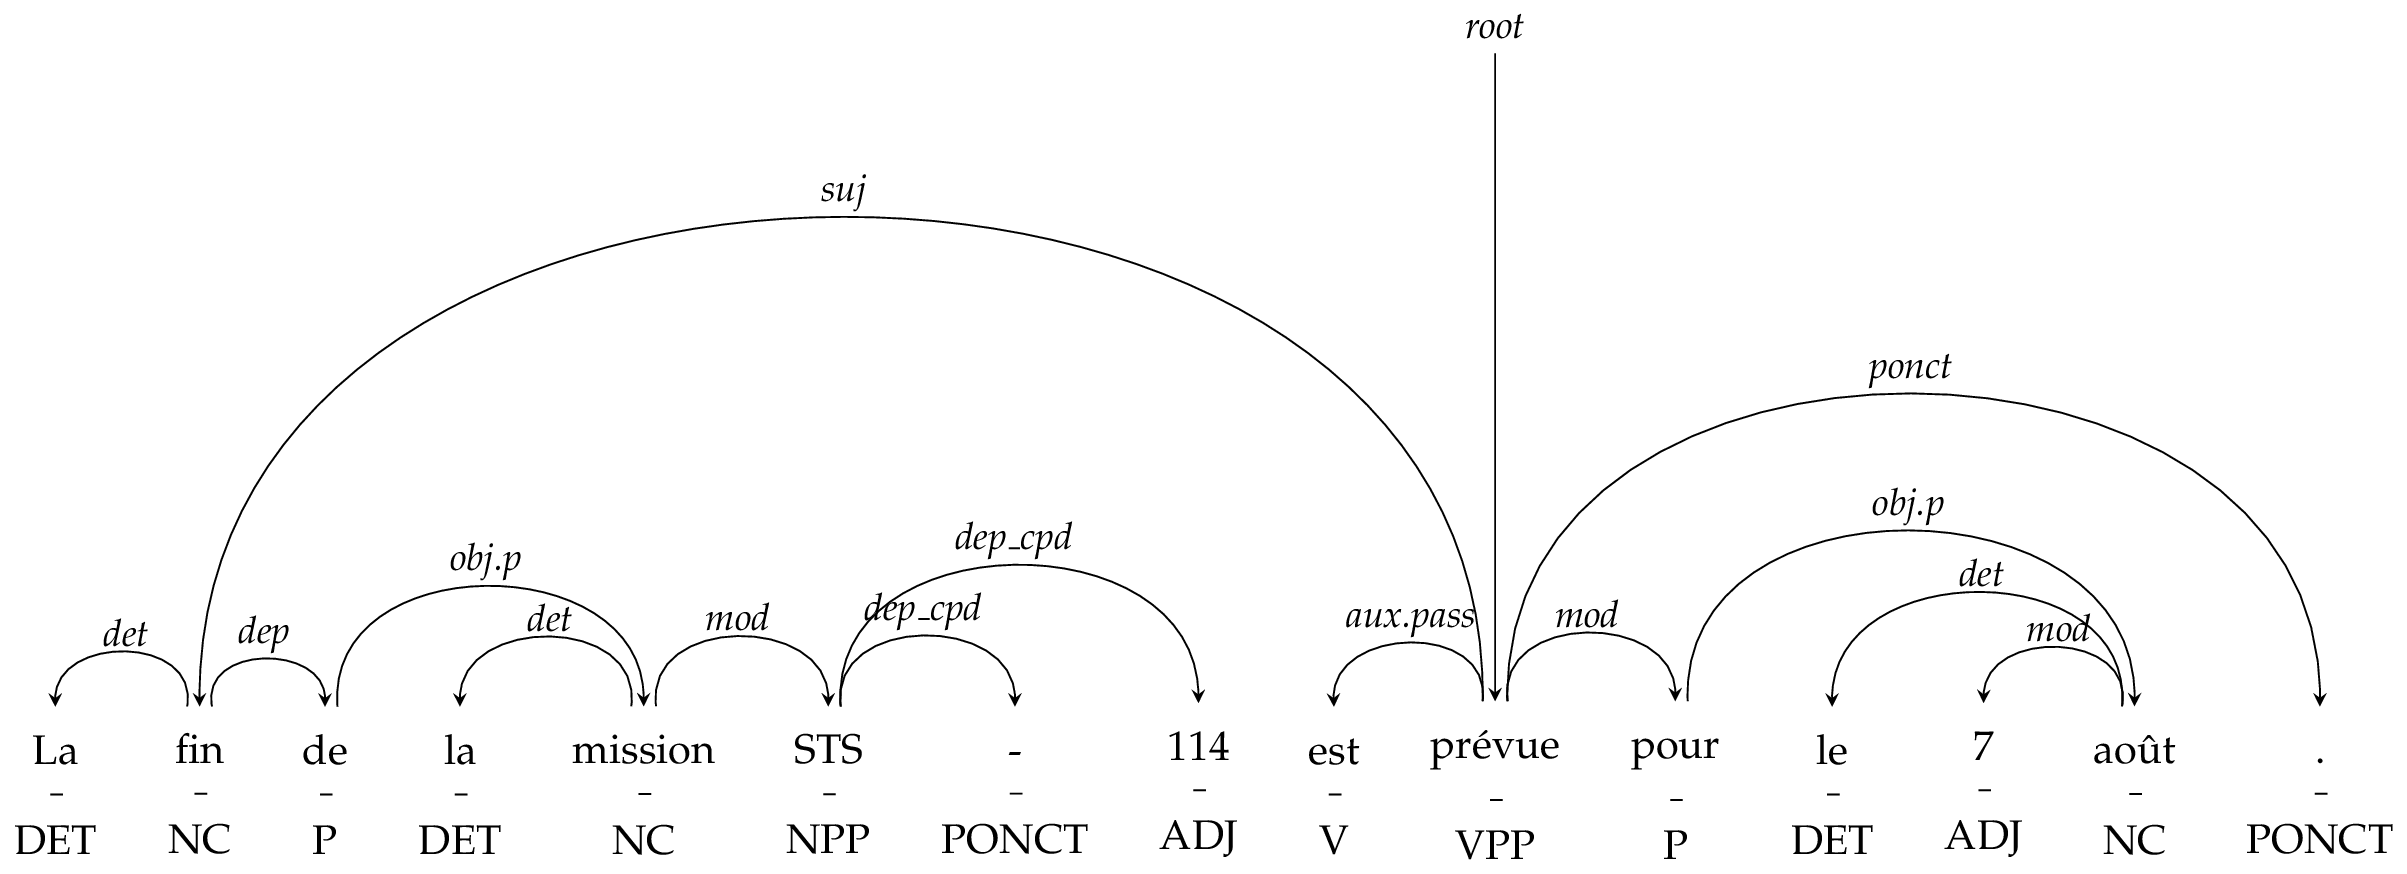 root
suj
ponct
obj.p
dep_cpd
obj.p
det
det dep det mod dep_cpd aux.pass mod mod
La fin de la mission STS - 114 est prévue pour le 7 août .
– – – – – – – – – – – – – – –
DET NC P DET NC NPP PONCT ADJ V VPP P DET ADJ NC PONCT